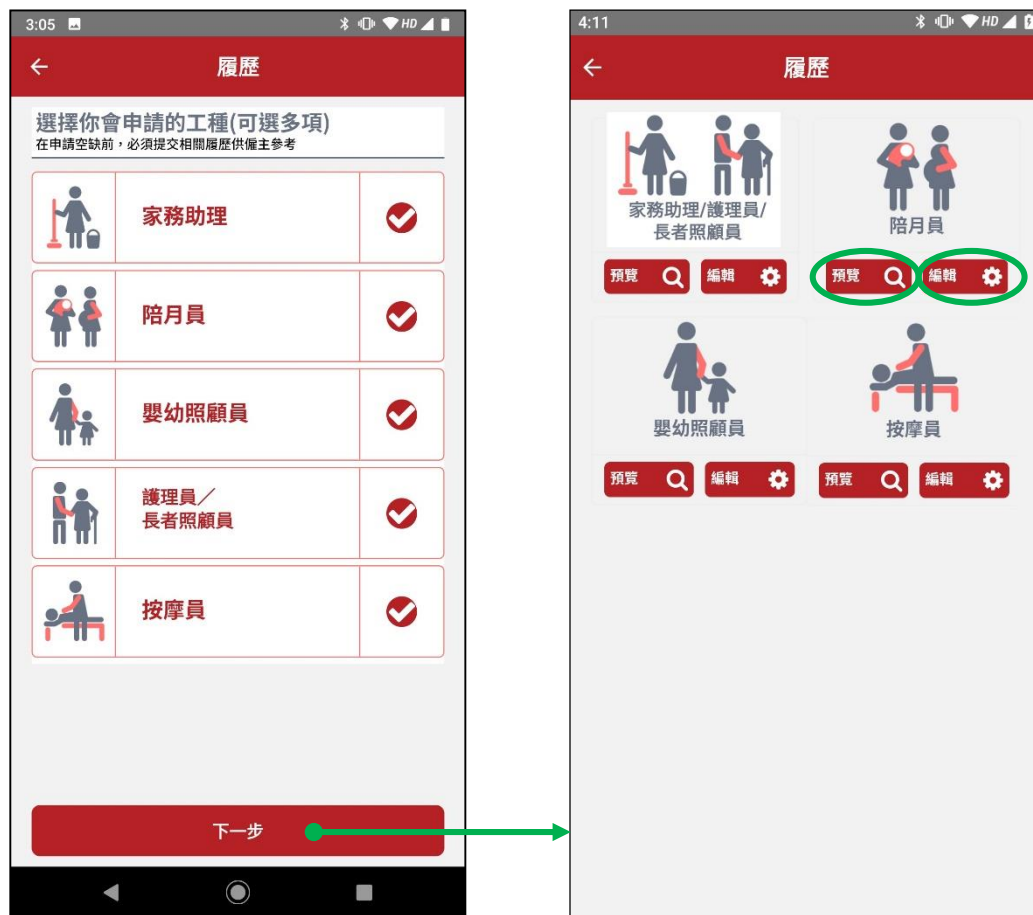 3:05
HD
履歷
選擇你會申請的工種(可選多項)
在申請空缺前，必須提交相關履歷供僱主參考
家務助理
陪月員
嬰幼照顧員
護理員／
長者照顧員
按摩員
下一步
4:11
HD
履歷
家務助理/護理員/
長者照顧員
陪月員
預覽 編輯 預覽 編輯
嬰幼照顧員 按摩員
預覽 編輯 預覽 編輯